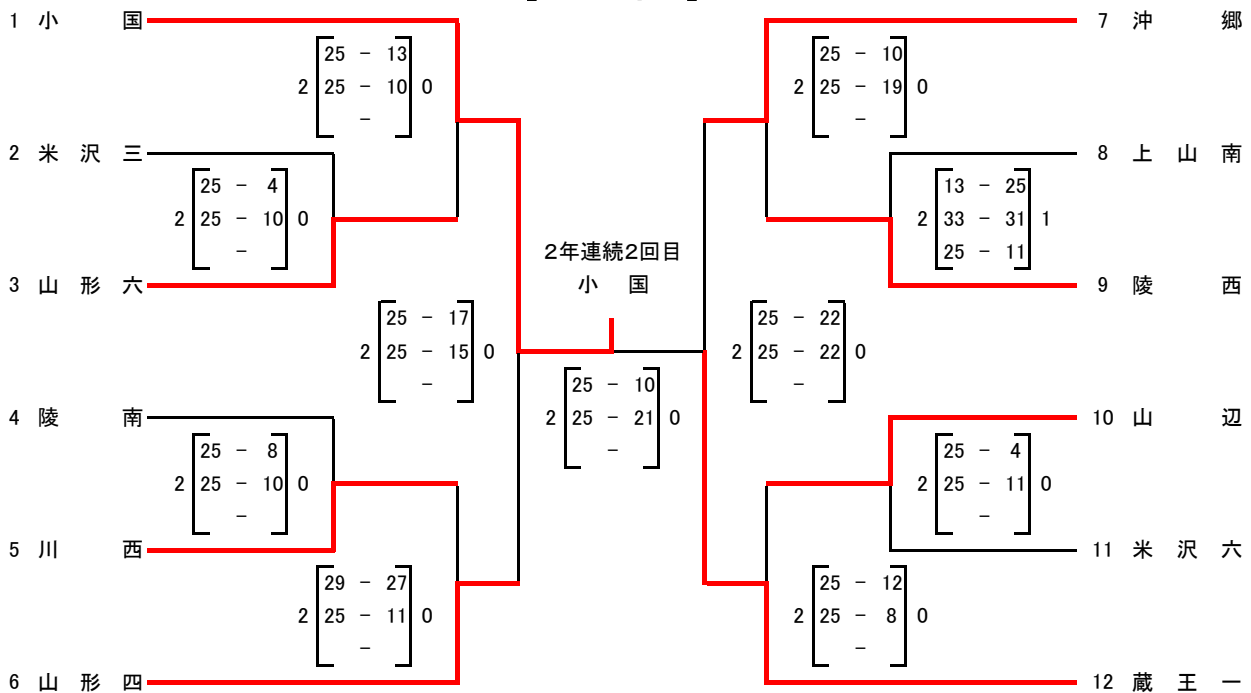 1 小 国
25 - 13
2 25 - 10 0
-
2 米 沢 三
25 - 4
2 25 - 10 0
-
3 山 形 六
25 - 17
2 25 - 15 0
-
4 陵 南
25 - 8
2 25 - 10 0
-
5 川 西
29 - 27
2 25 - 11 0
-
6 山 形 四
2年連続2回目
小 国
25 - 10
2 25 - 21 0
-
7 沖 郷
25 - 10
2 25 - 19 0
-
8 上 山 南
13 - 25
2 33 - 31 1
25 - 11
9 陵 西
25 - 22
2 25 - 22 0
-
10 山 辺
25 - 4
2 25 - 11 0
-
11 米 沢 六
25 - 12
2 25 - 8 0
-
12 蔵 王 一